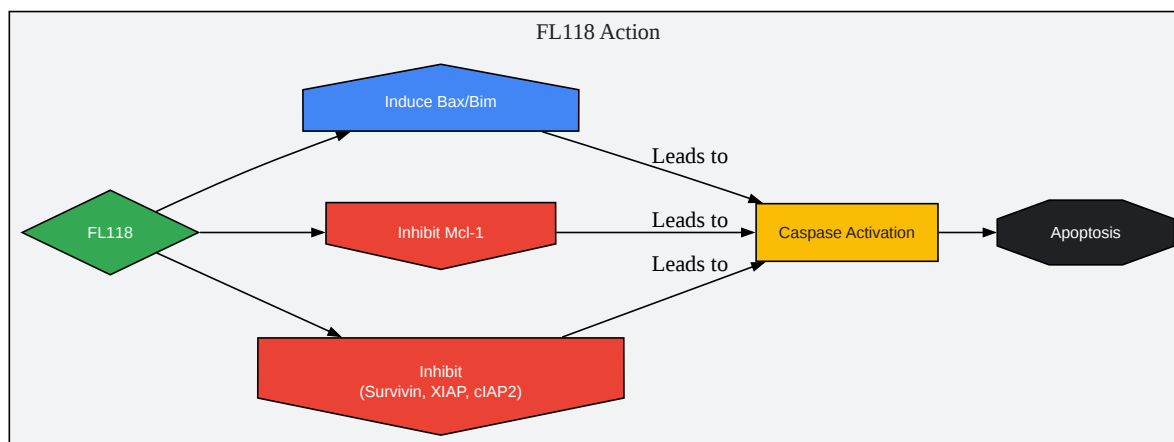 FL118 Action
Induce Bax/Bim
Leads to
FL118
Inhibit Mcl-1
Leads to
Caspase Activation
Apoptosis
Leads to
Inhibit
(Survivin, XIAP, cIAP2)